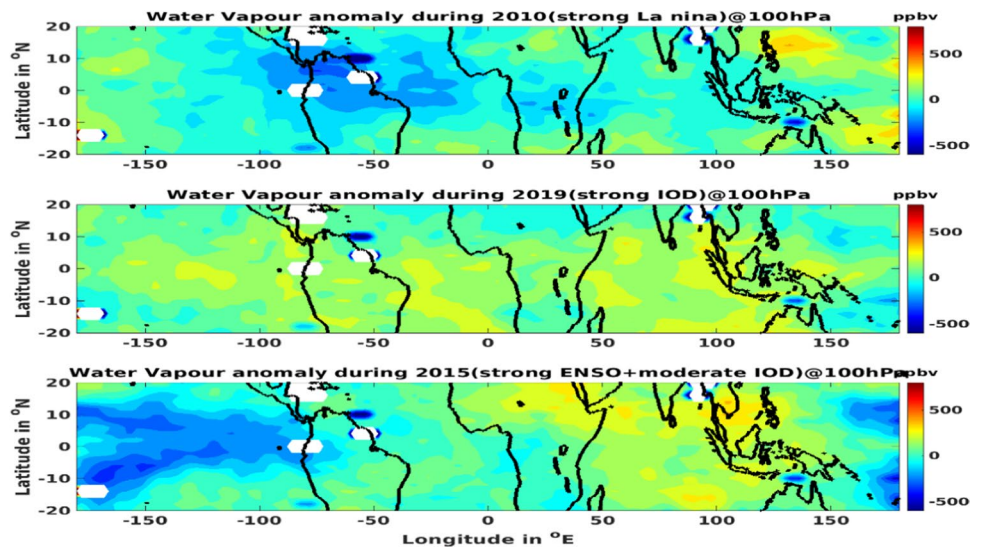 Water Vapour anomaly during 2010(strong La nina)@100hPa
ppbv
20
10
0
-10
-20
Latitude in °N
500
0
-500
-150 -100 -50 0 50 100 150
Water Vapour anomaly during 2019(strong IOD)@100hPa
ppbv
20
10
0
-10
-20
Latitude in °N
500
0
-500
-150 -100 -50 0 50 100 150
Water Vapour anomaly during 2015(strong ENSO+moderate IOD)@100hPa
ppbv
20
10
0
-10
-20
Latitude in °N
500
0
-500
-150 -100 -50 0 50 100 150
Longitude in °E